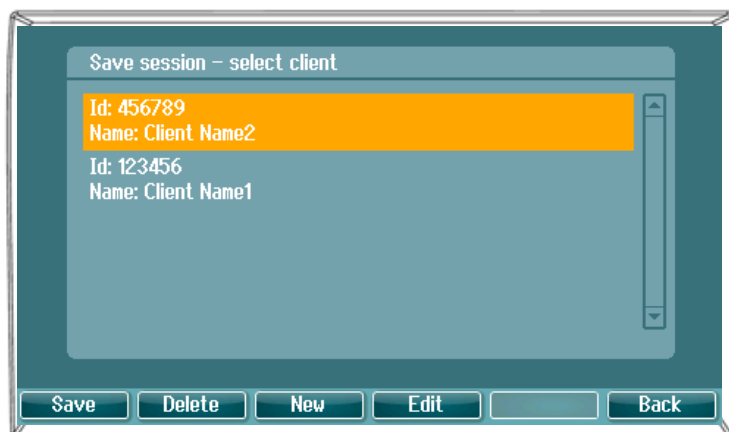 Save session – select client
Id: 456789
Name: Client Name2
Id: 123456
Name: Client Name1
Save Delete New Edit Back